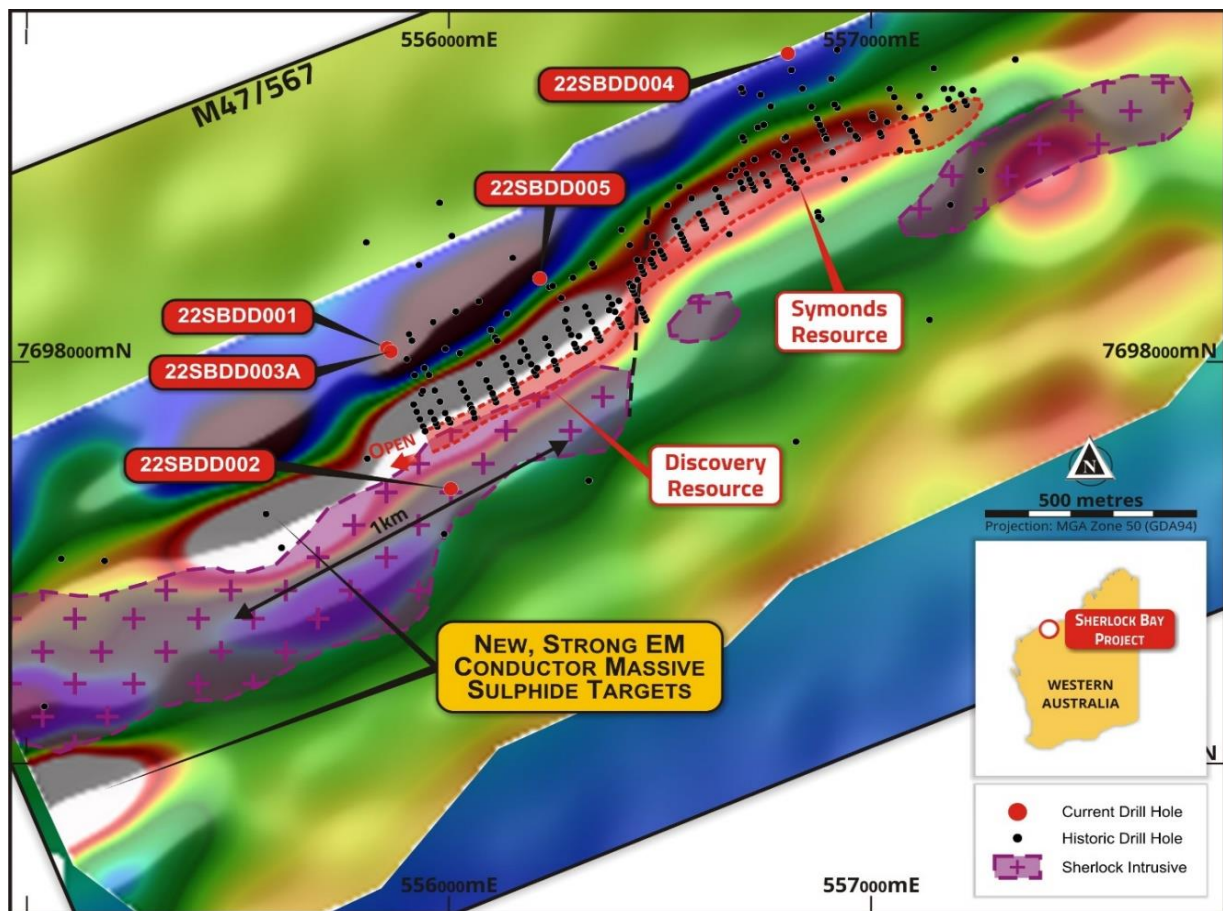 556000mE
557000mE
M47/567
22SBDD004
22SBDD005
22SBDD001
22SBDD003A
7698000mN
7698000mN
Symonds
Resource
OPEN
22SBDD002
Discovery
Resource
1km
N
500 metres
Projection: MGA Zone 50 (GDA94)
NEW, STRONG EM
CONDUCTOR MASSIVE
SULPHIDE TARGETS
SHERLOCK BAY
PROJECT
WESTERN
AUSTRALIA
N
Current Drill Hole
Historic Drill Hole
Sherlock Intrusive
556000mE
557000mE